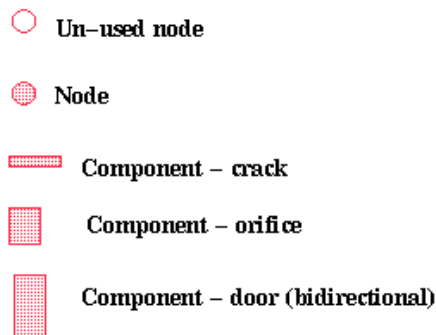 Un–used node
Node
Component – crack
Component – orifice
Component – door (bidirectional)